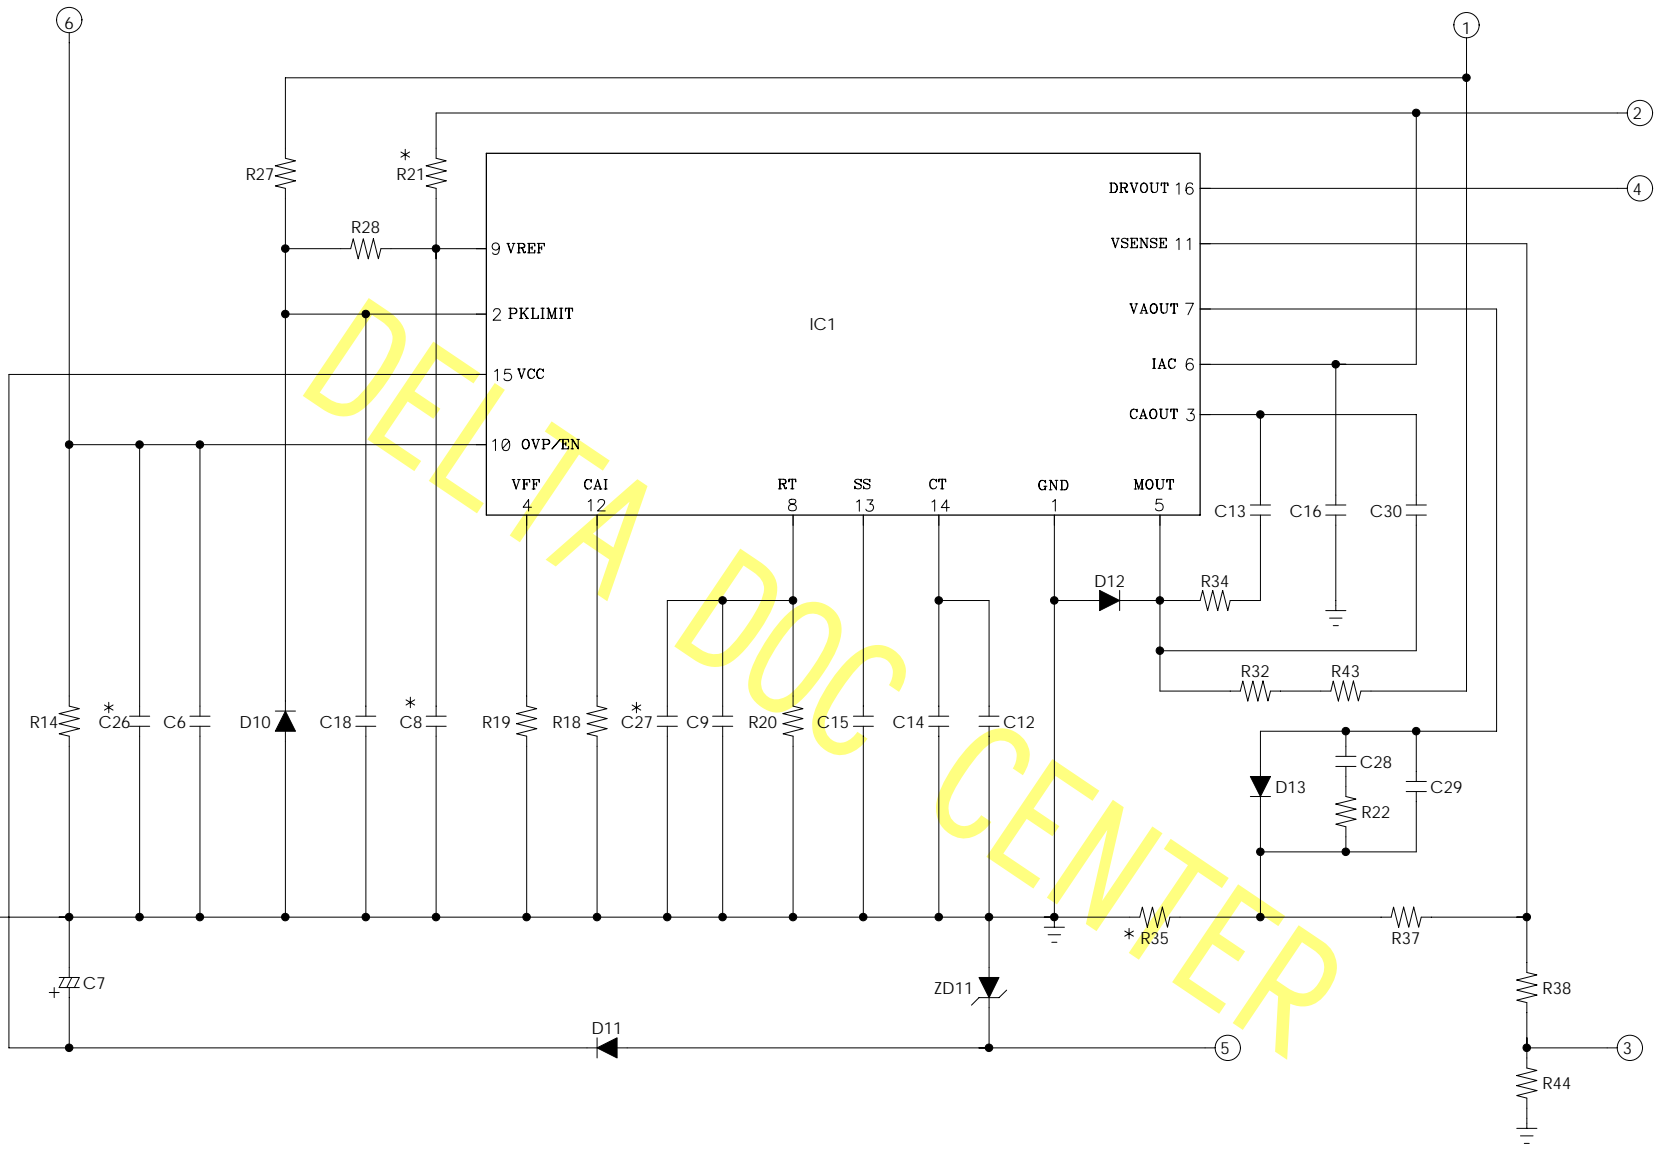 6
1
2
*
R27
R21
DRVOUT 16
4
R28
VSENSE 11
9 VREF
2 PKLIMIT
VAOUT 7
IC1
IAC 6
15 VCC
CAOUT 3
10 OVP/EN
VFF
CAI
RT
SS
CT
GND
MOUT
4
12
8
13
14
1
5
C13
C16
C30
D12
R34
R32
R43
*
*
*
R14
C26
C6
D10
C18
C8
R19
R18
C27
C9
R20
C15
C14
C12
C28
D13
C29
R22
*
R35
R37
+
C7
ZD11
R38
D11
5
3
R44
DELTA DOC CENTER